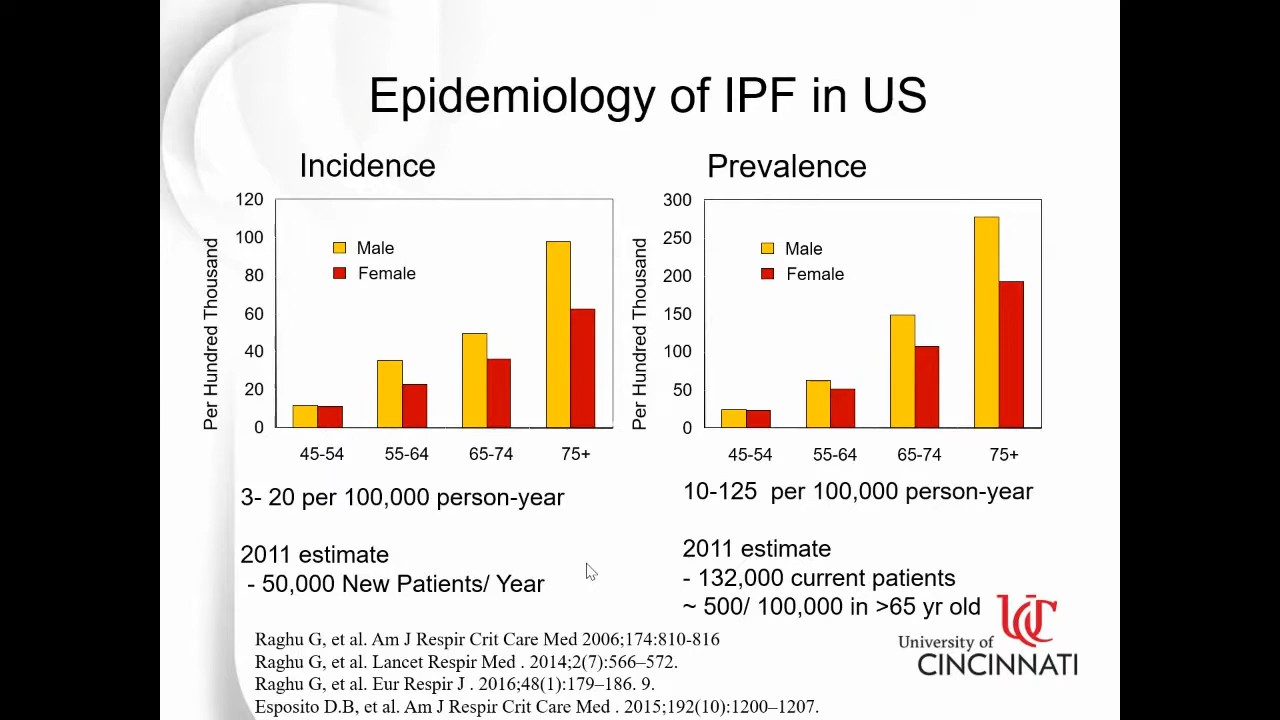 Epidemiology of IPF in US
Incidence
120
100
80
60
40
20
0
Per Hundred Thousand
Male
Female
45-54
55-64
65-74
75+
3- 20 per 100,000 person-year
2011 estimate
- 50,000 New Patients/ Year
Prevalence
300
250
200
150
100
50
0
Per Hundred Thousand
Male
Female
45-54
55-64
65-74
75+
10-125 per 100,000 person-year
2011 estimate
- 132,000 current patients
~ 500/ 100,000 in >65 yr old
Raghu G, et al. Am J Respir Crit Care Med 2006;174:810-816
Raghu G, et al. Lancet Respir Med . 2014;2(7):566–572.
Raghu G, et al. Eur Respir J . 2016;48(1):179–186. 9.
Esposito D.B, et al. Am J Respir Crit Care Med . 2015;192(10):1200–1207.
UC
University of
CINCINNATI